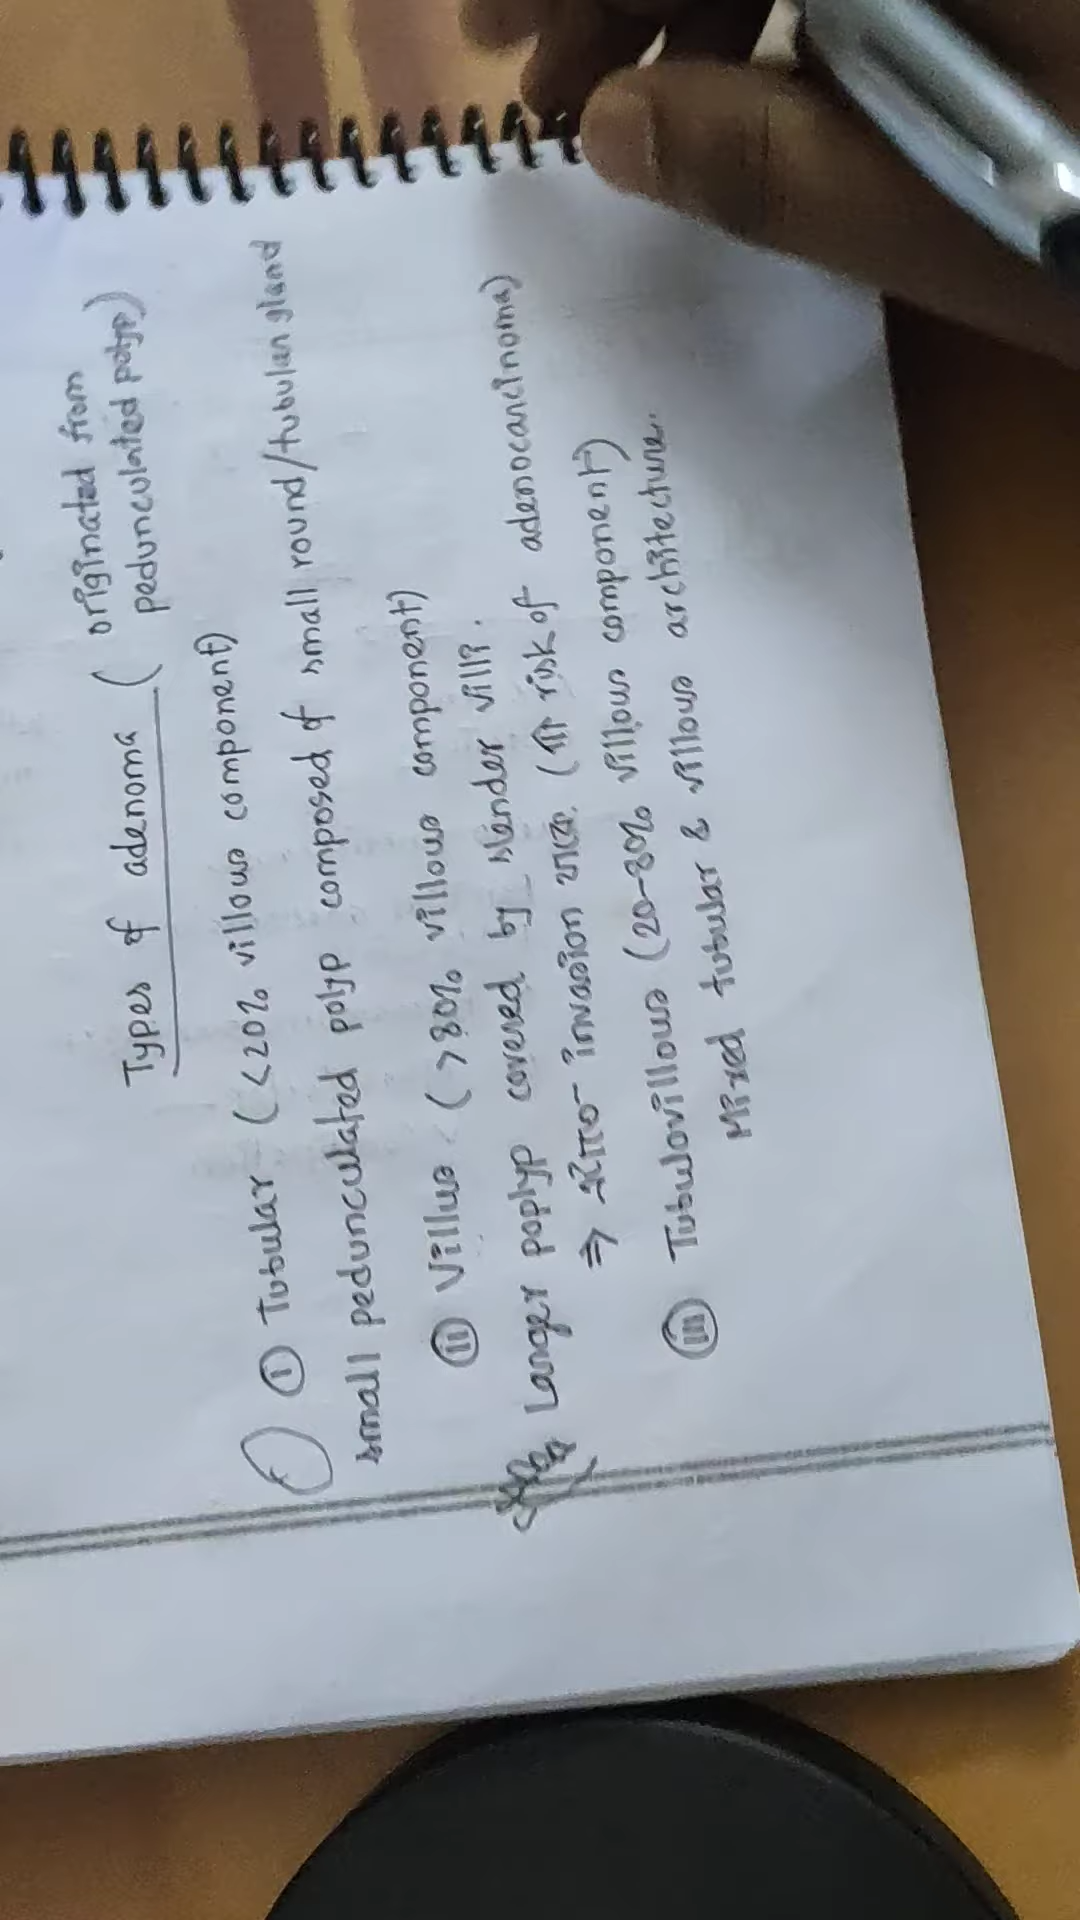 Types of adenoma ( originated from
pedunculated polyp)
① Tubular (<20% villous component)
small pedunculated polyp composed of small round/tubular gland
② Villus (>80% villous component)
Larger poplyp covered by slender villi.
⇒ invasion থাকে. (⇑ risk of adenocarcinoma)
③ Tubulovillous (20-80% villous component)
Mixed tubular & villous architecture.